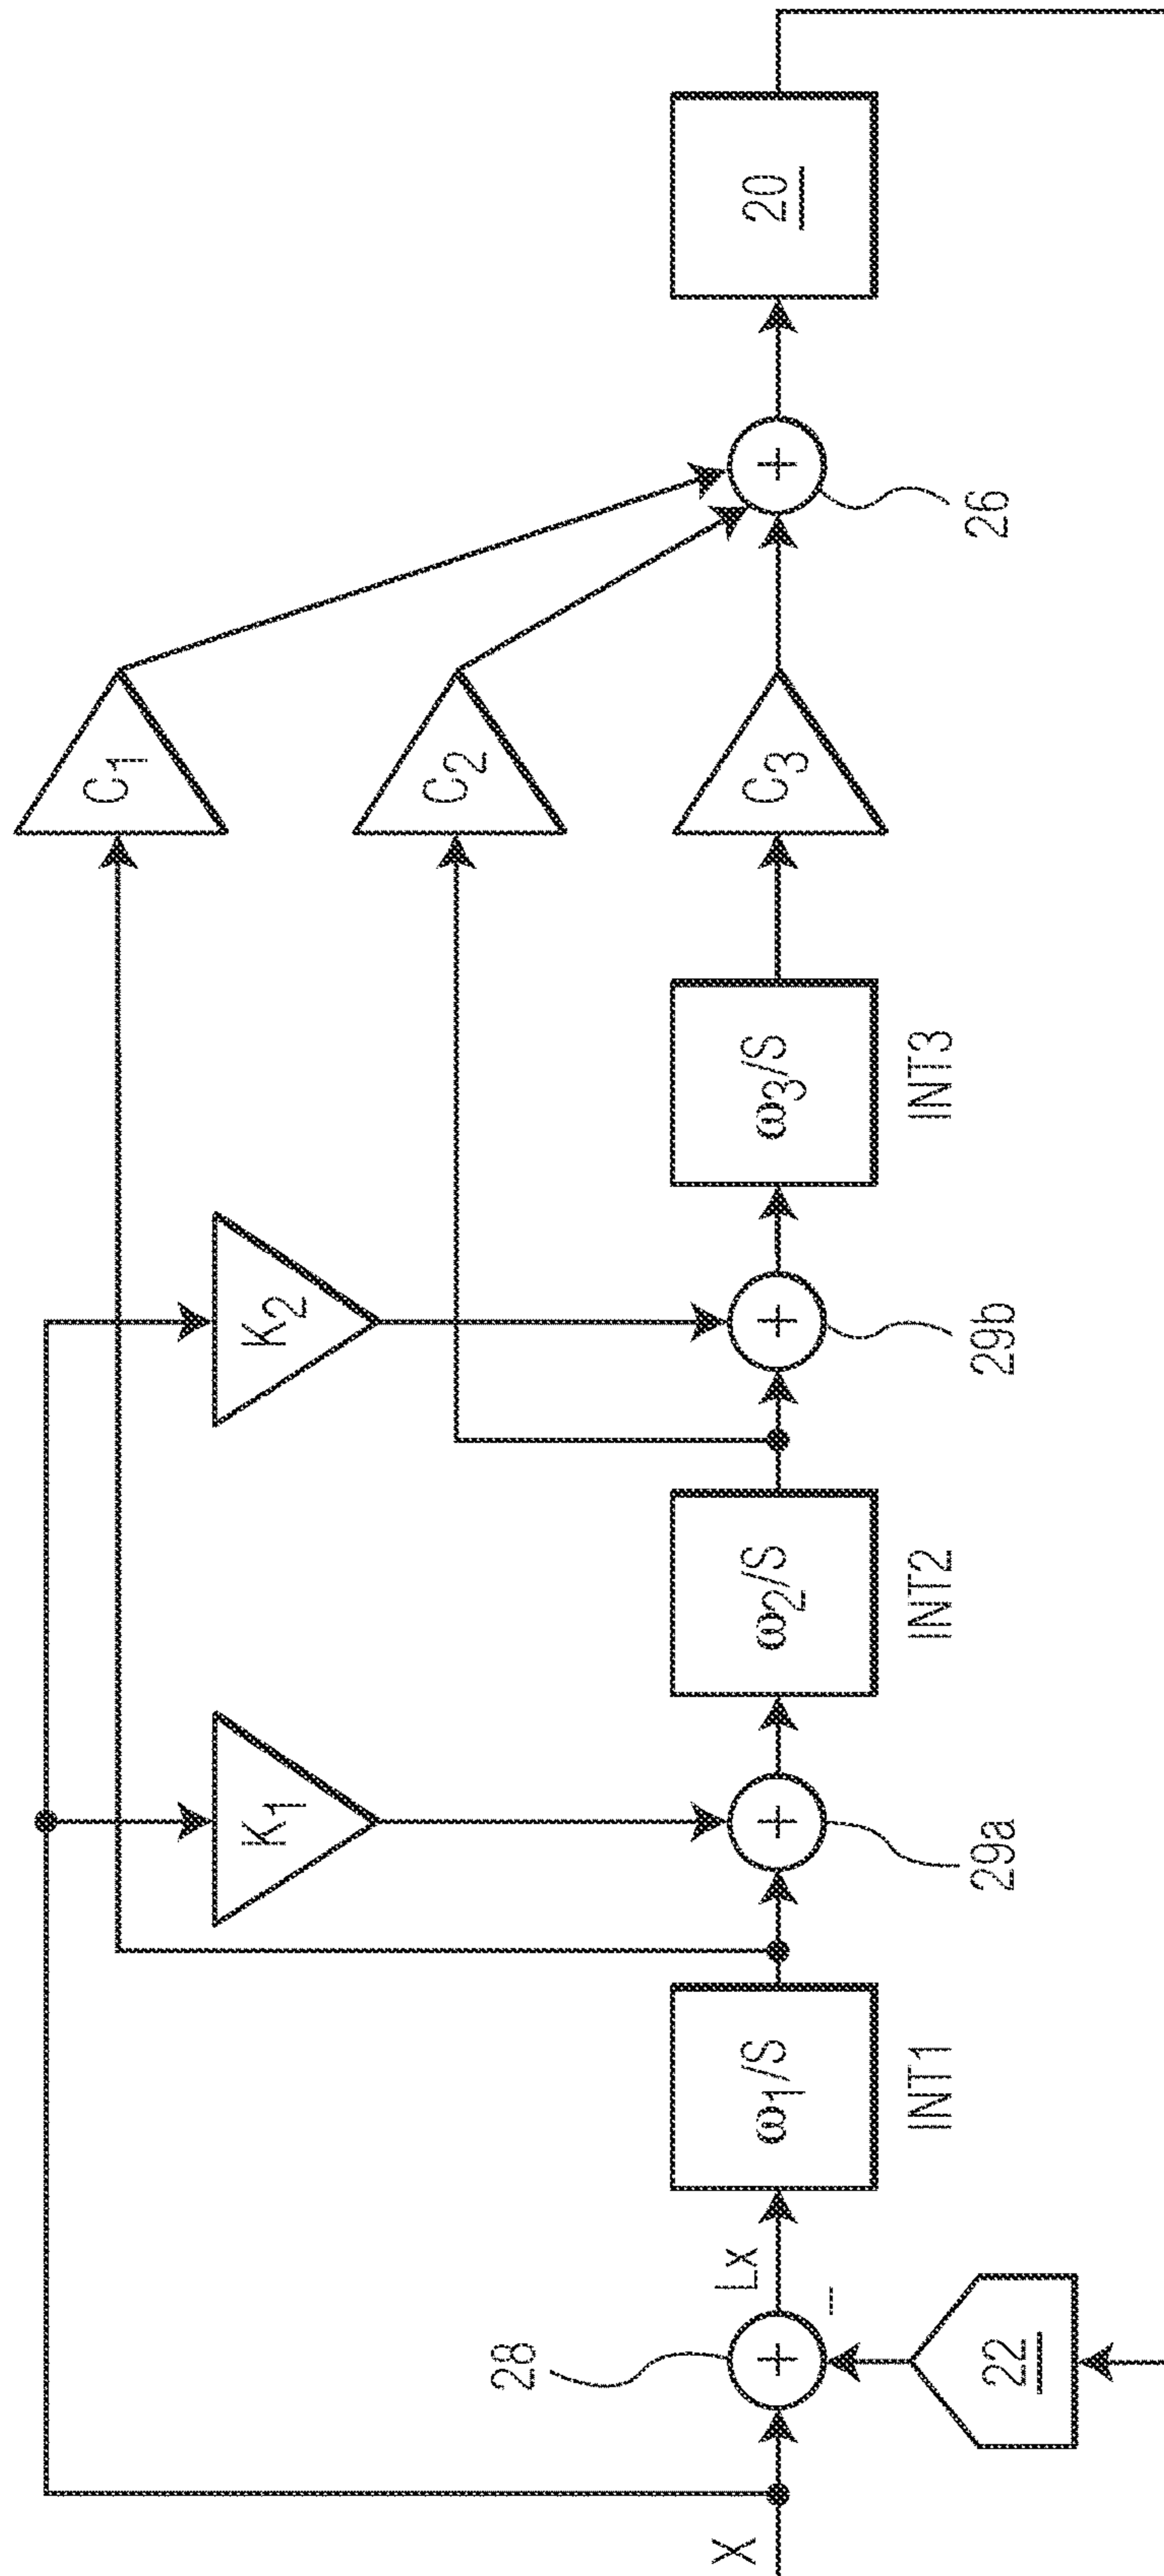 X
28
Lx
–
22
ω1/S
INT1
K1
29a
ω2/S
INT2
K2
29b
ω3/S
INT3
C1
C2
C3
26
20
+
+
+
+